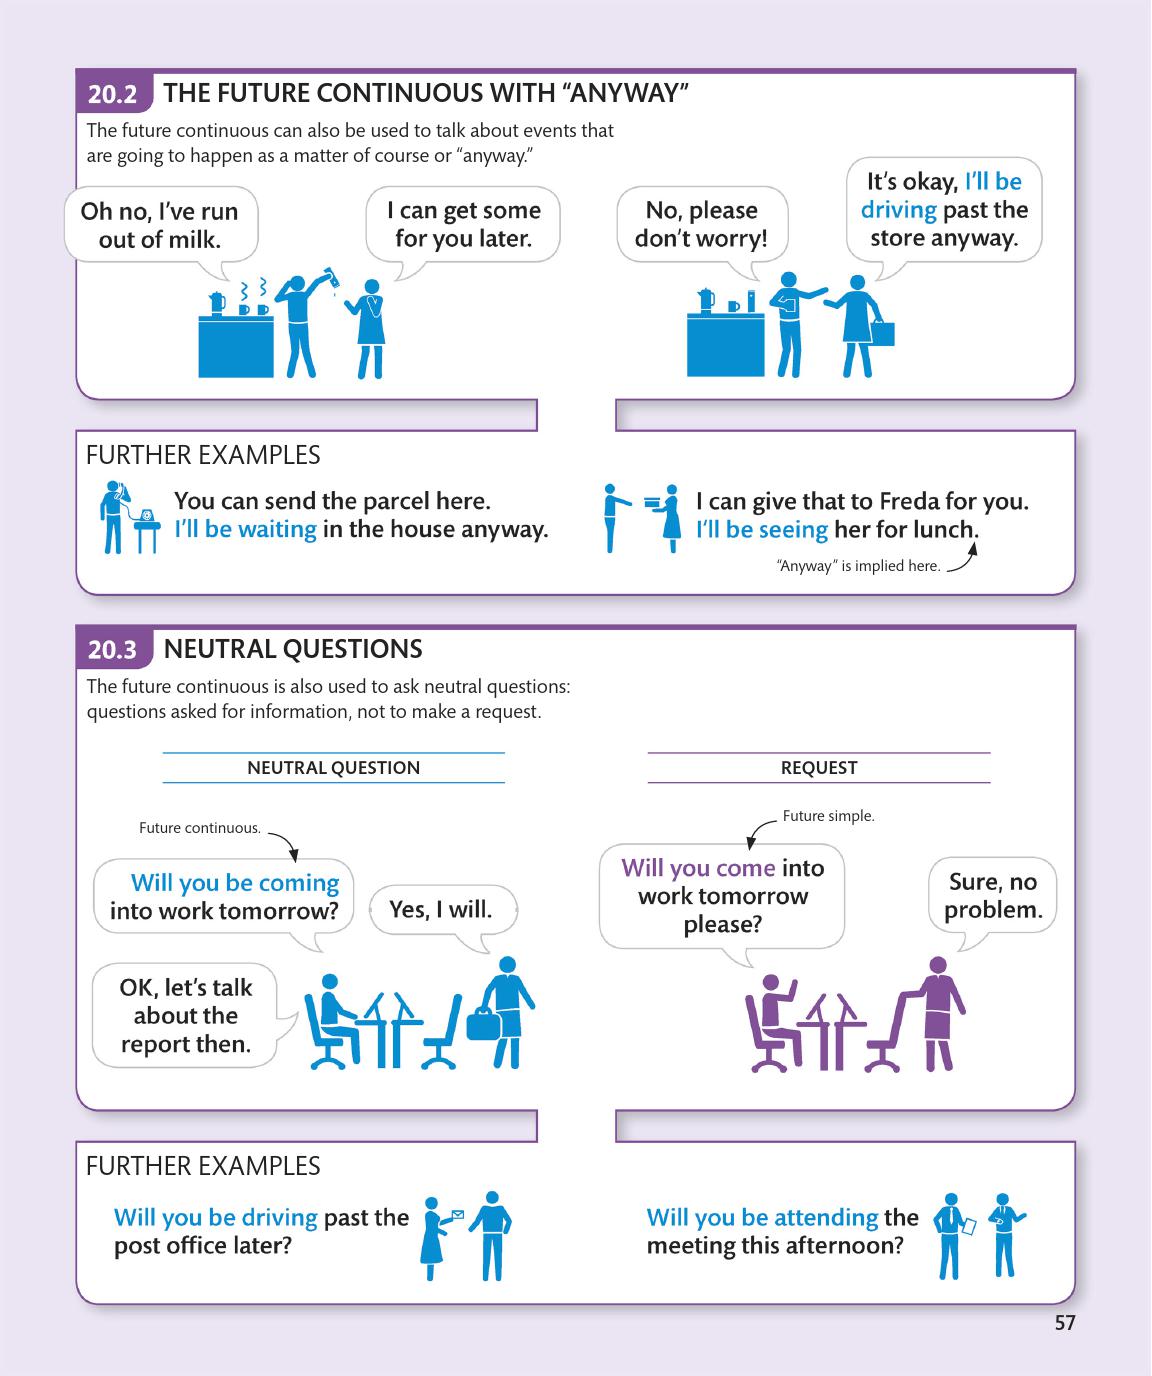 20.2 THE FUTURE CONTINUOUS WITH “ANYWAY”
The future continuous can also be used to talk about events that
are going to happen as a matter of course or “anyway.”
Oh no, I’ve run
out of milk.
I can get some
for you later.
No, please
don’t worry!
It’s okay, I’ll be
driving past the
store anyway.
FURTHER EXAMPLES
You can send the parcel here.
I’ll be waiting in the house anyway.
I can give that to Freda for you.
I’ll be seeing her for lunch.
“Anyway” is implied here.
20.3 NEUTRAL QUESTIONS
The future continuous is also used to ask neutral questions:
questions asked for information, not to make a request.
NEUTRAL QUESTION
Future continuous.
Will you be coming
into work tomorrow?
Yes, I will.
OK, let’s talk
about the
report then.
REQUEST
Future simple.
Will you come into
work tomorrow
please?
Sure, no
problem.
FURTHER EXAMPLES
Will you be driving past the
post office later?
Will you be attending the
meeting this afternoon?
57